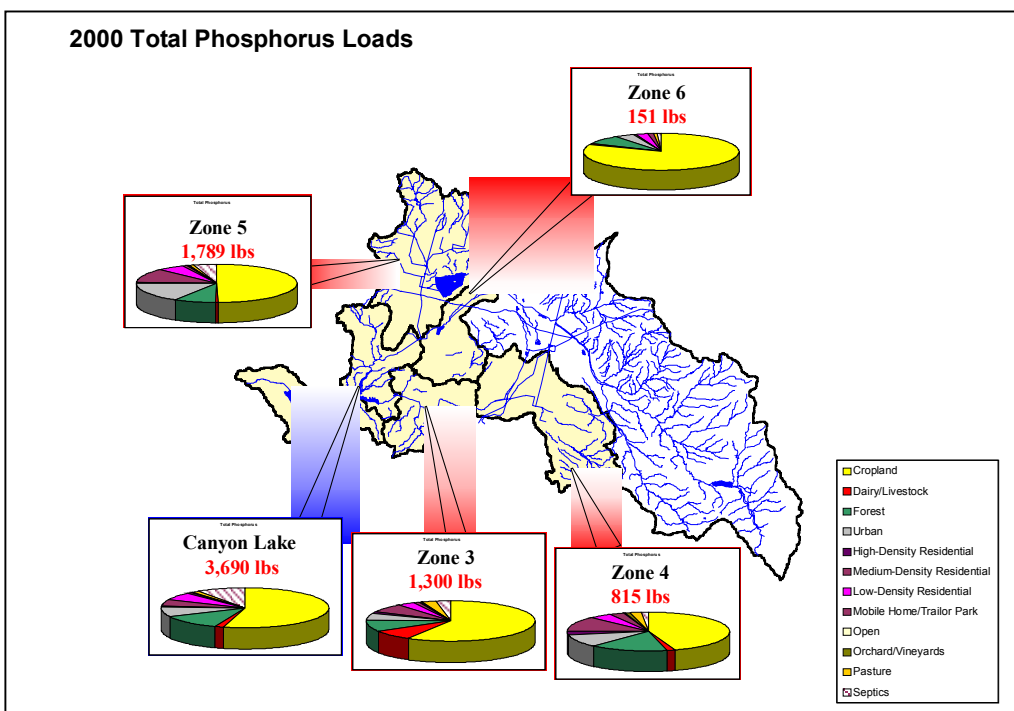 2000 Total Phosphorus Loads
Total Phosphorus
Zone 6
151 lbs
Total Phosphorus
Zone 5
1,789 lbs
Total Phosphorus
Canyon Lake
3,690 lbs
Total Phosphorus
Zone 3
1,300 lbs
Total Phosphorus
Zone 4
815 lbs
Cropland
Dairy/Livestock
Forest
Urban
High-Density Residential
Medium-Density Residential
Low-Density Residential
Mobile Home/Trailor Park
Open
Orchard/Vineyards
Pasture
Septics